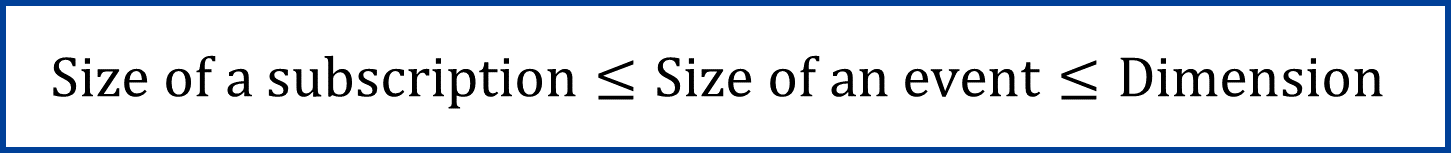 Size of a subscription ≤ Size of an event ≤ Dimension